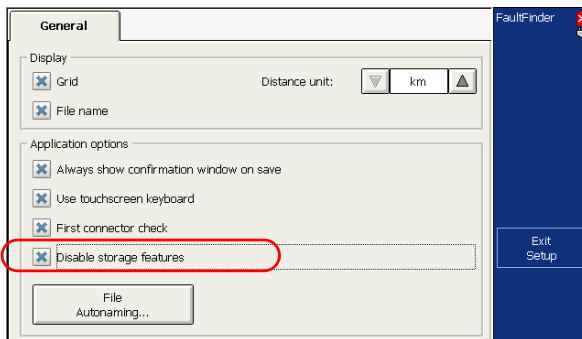 General
FaultFinder
Display
Grid
Distance unit:
km
File name
Application options
Always show confirmation window on save
Use touchscreen keyboard
First connector check
Disable storage features
Exit
Setup
File
Autonaming...